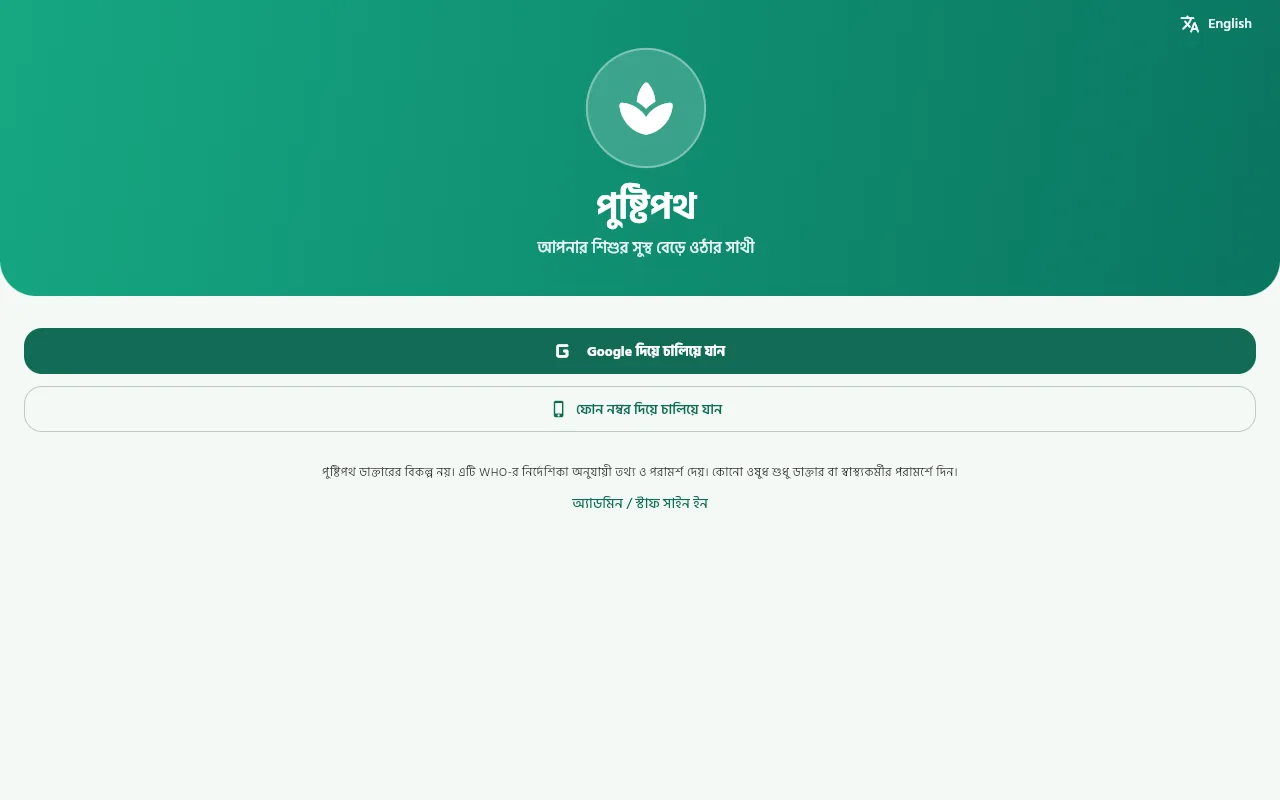 English
পুষ্টিপথ
আপনার শিশুর সুস্থ বেড়ে ওঠার সাথী
Google দিয়ে চালিয়ে যান
ফোন নম্বর দিয়ে চালিয়ে যান
পুষ্টিপথ ডাক্তারের বিকল্প নয়। এটি WHO-র নির্দেশিকা অনুযায়ী তথ্য ও পরামর্শ দেয়। কোনো ওষুধ শুধু ডাক্তার বা স্বাস্থ্যকর্মীর পরামর্শে দিন।
অ্যাডমিন / স্টাফ সাইন ইন